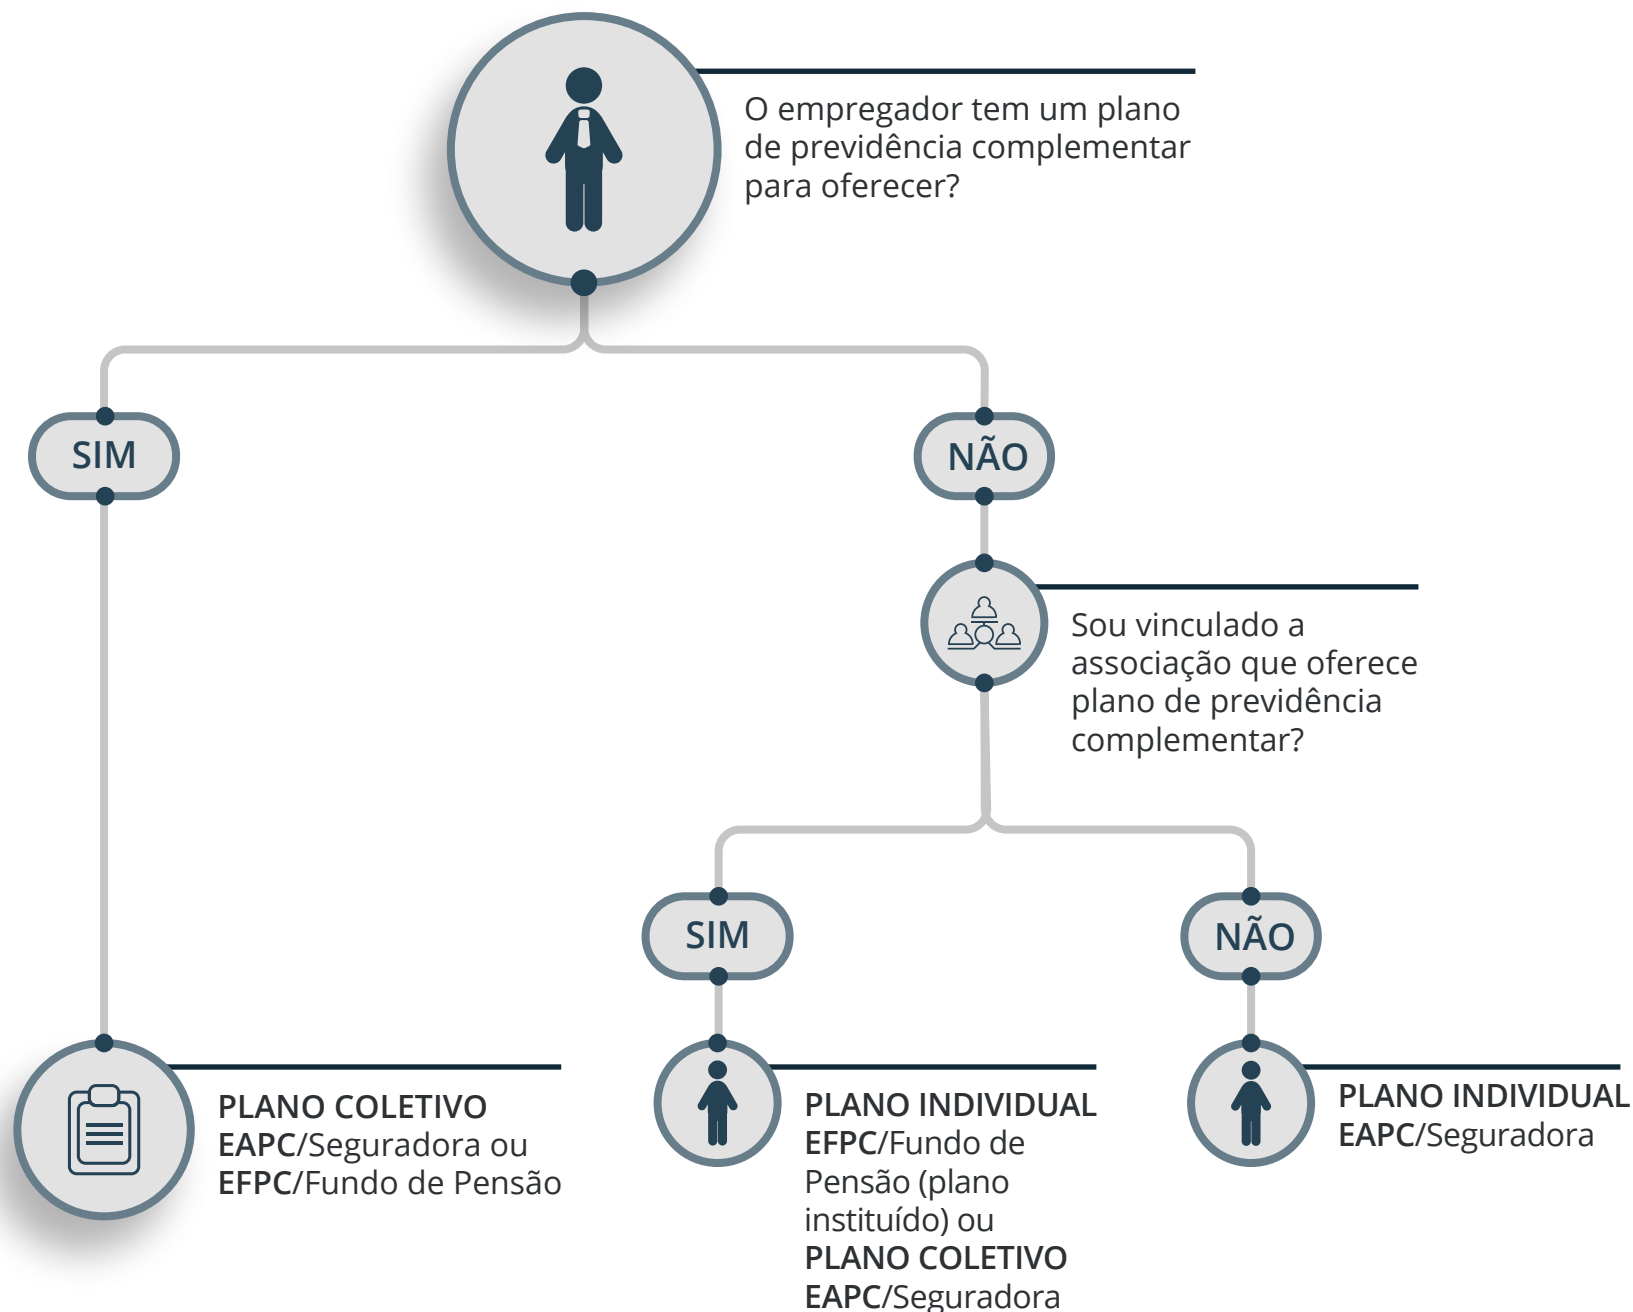 O empregador tem um plano
de previdência complementar
para oferecer?
SIM
NÃO
Sou vinculado a
associação que oferece
plano de previdência
complementar?
SIM
NÃO
PLANO COLETIVO
EAPC/Seguradora ou
EFPC/Fundo de Pensão
PLANO INDIVIDUAL
EFPC/Fundo de
Pensão (plano
instituído) ou
PLANO COLETIVO
EAPC/Seguradora
PLANO INDIVIDUAL
EAPC/Seguradora